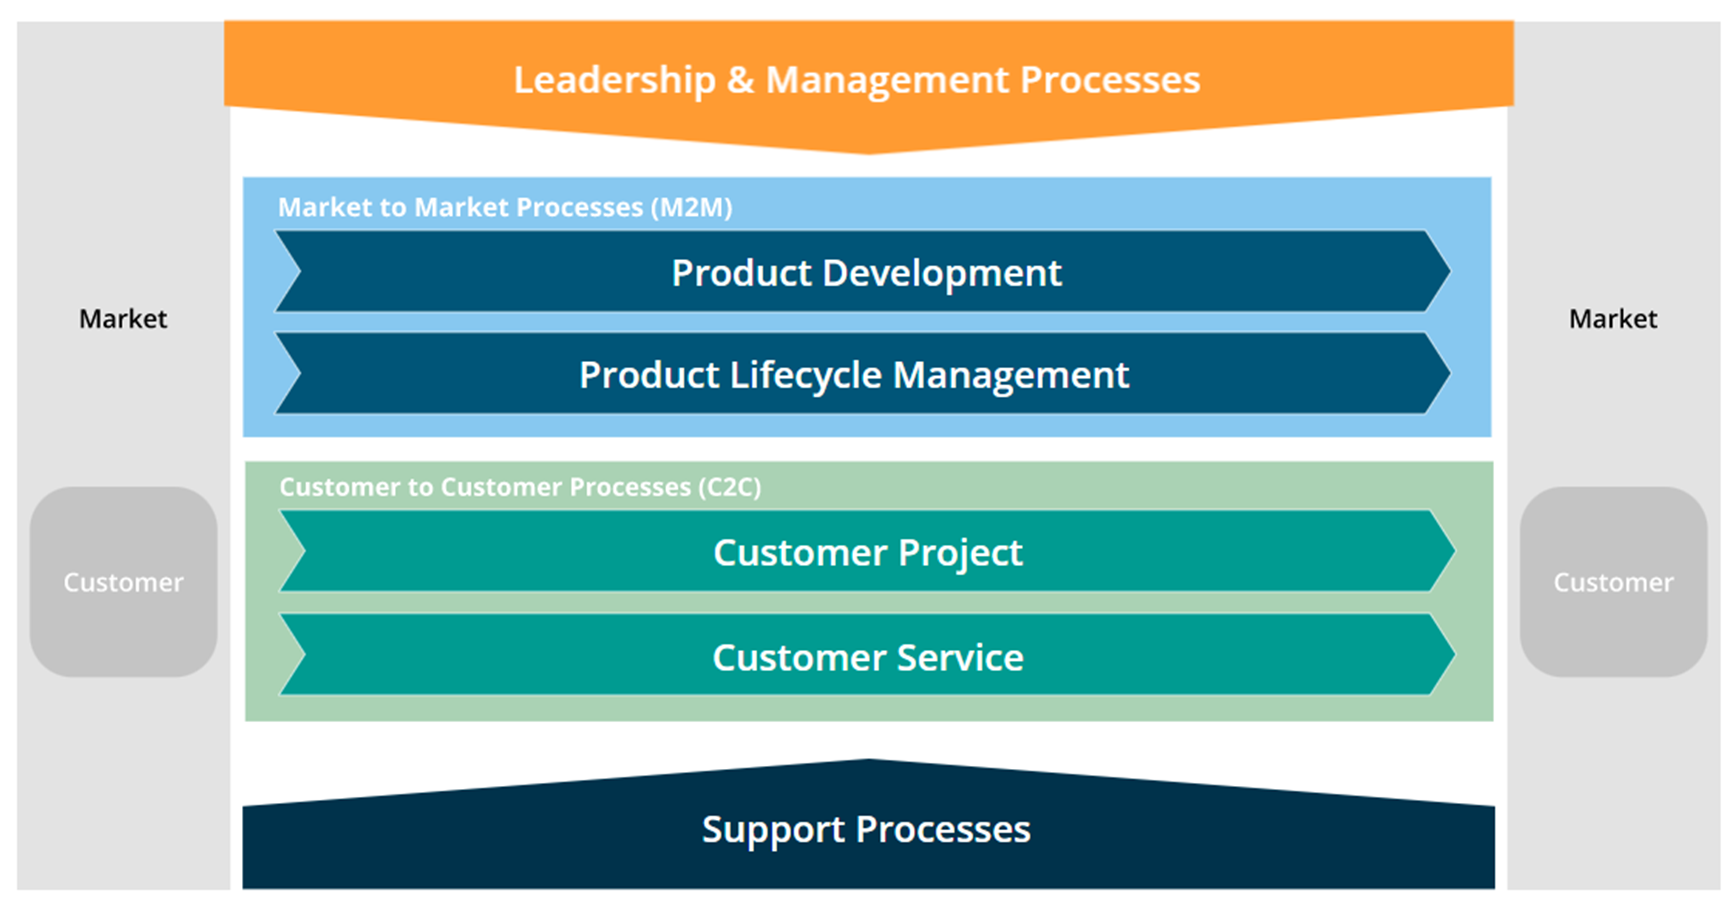 Leadership & Management Processes
Market to Market Processes (M2M)
Product Development
Market
Market
Product Lifecycle Management
Customer to Customer Processes (C2C)
Customer Project
Customer
Customer
Customer Service
Support Processes